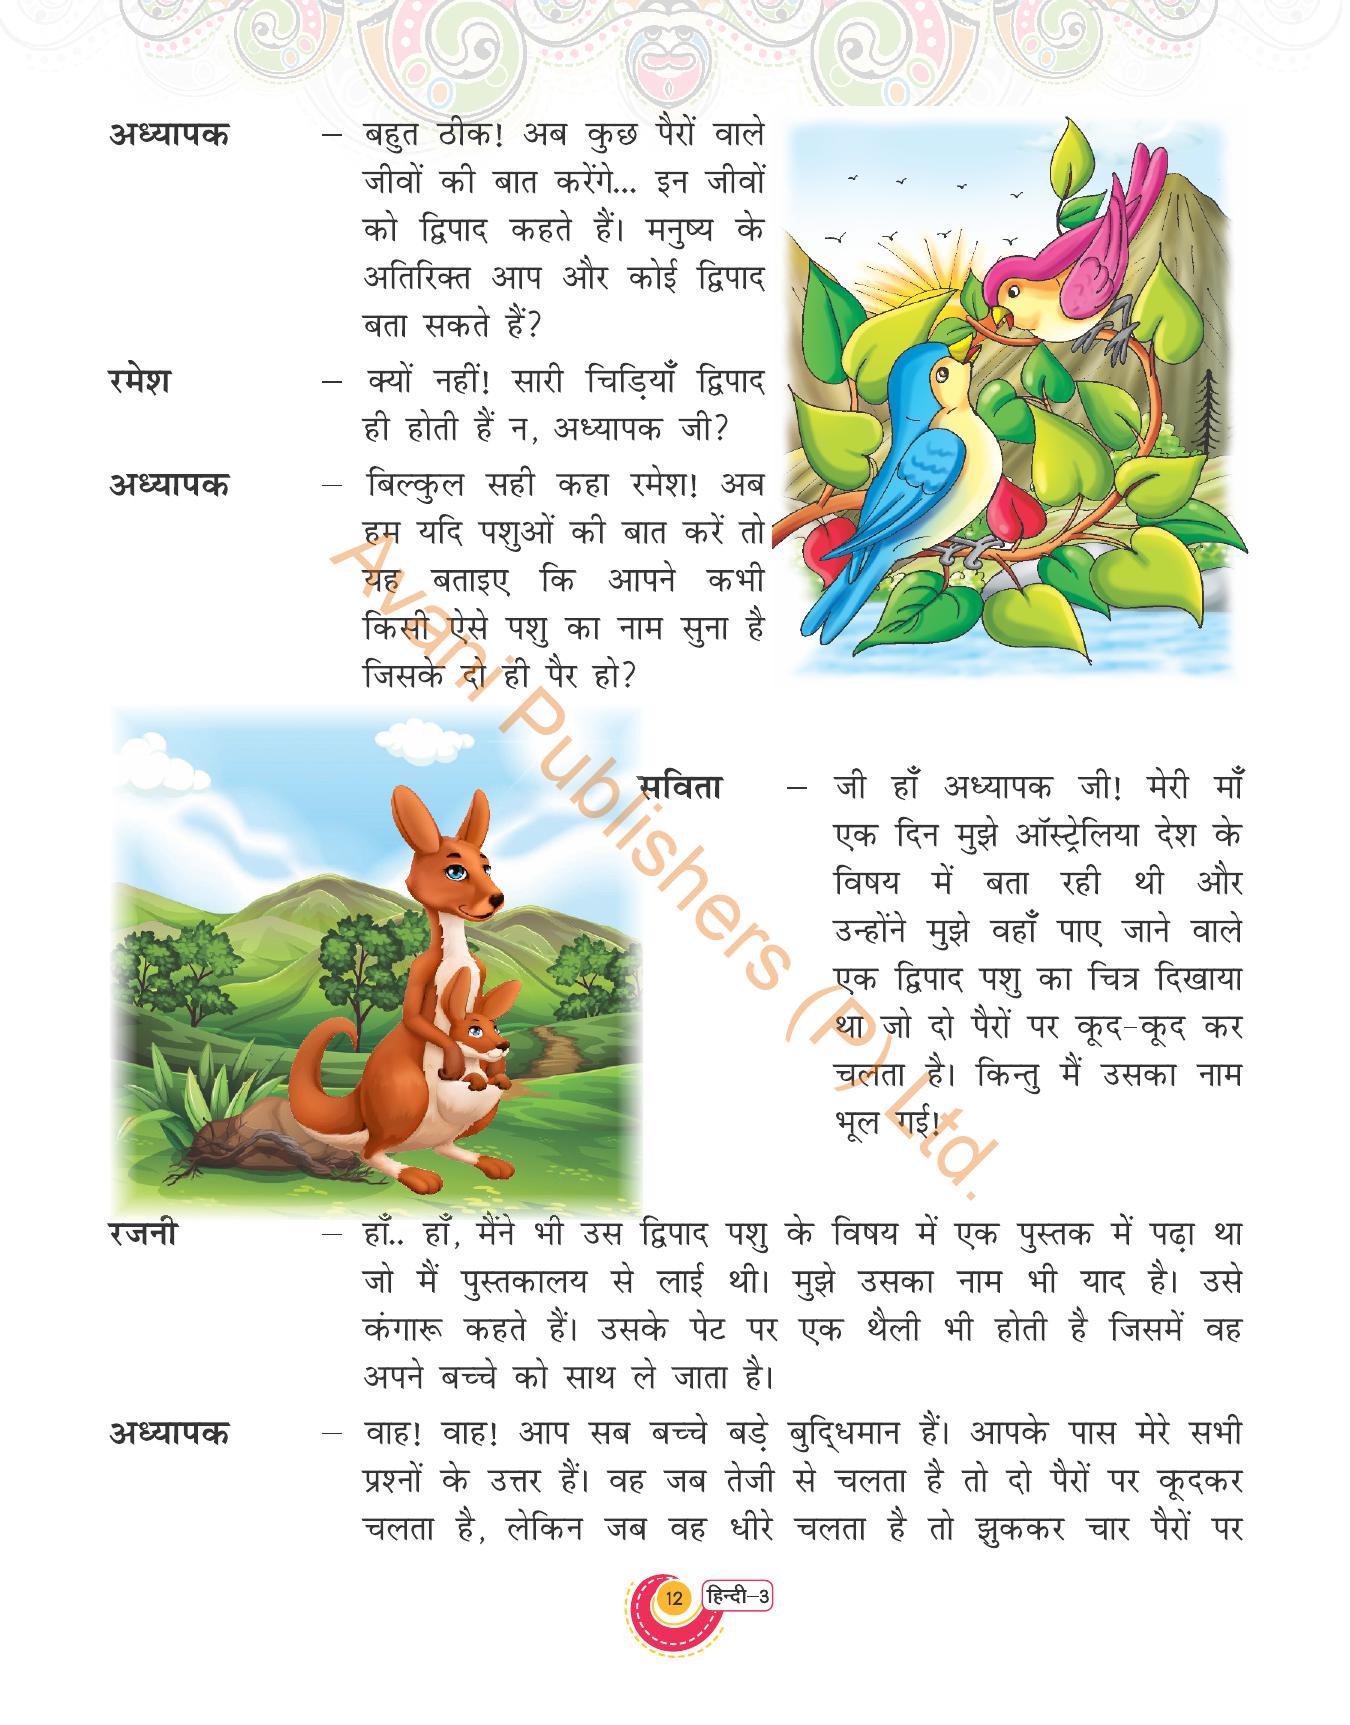 अध्यापक – बहुत ठीक! अब कुछ पैरों वाले
जीवों की बात करेंगे... इन जीवों
को द्विपाद कहते हैं। मनुष्य के
अतिरिक्त आप और कोई द्विपाद
बता सकते हैं?
रमेश – क्यों नहीं! सारी चिड़ियाँ द्विपाद
ही होती हैं न, अध्यापक जी?
अध्यापक – बिल्कुल सही कहा रमेश! अब
हम यदि पशुओं की बात करें तो
यह बताइए कि आपने कभी
किसी ऐसे पशु का नाम सुना है
जिसके दो ही पैर हो?
सविता – जी हाँ अध्यापक जी! मेरी माँ
एक दिन मुझे ऑस्ट्रेलिया देश के
विषय में बता रही थी और
उन्होंने मुझे वहाँ पाए जाने वाले
एक द्विपाद पशु का चित्र दिखाया
था जो दो पैरों पर कूद-कूद कर
चलता है। किन्तु मैं उसका नाम
भूल गई!
रजनी – हाँ.. हाँ, मैंने भी उस द्विपाद पशु के विषय में एक पुस्तक में पढ़ा था
जो मैं पुस्तकालय से लाई थी। मुझे उसका नाम भी याद है। उसे
कंगारू कहते हैं। उसके पेट पर एक थैली भी होती है जिसमें वह
अपने बच्चे को साथ ले जाता है।
अध्यापक – वाह! वाह! आप सब बच्चे बड़े बुद्धिमान हैं। आपके पास मेरे सभी
प्रश्नों के उत्तर हैं। वह जब तेजी से चलता है तो दो पैरों पर कूदकर
चलता है, लेकिन जब वह धीरे चलता है तो झुककर चार पैरों पर
12 हिन्दी-3
Avani Publishers (P) Ltd.